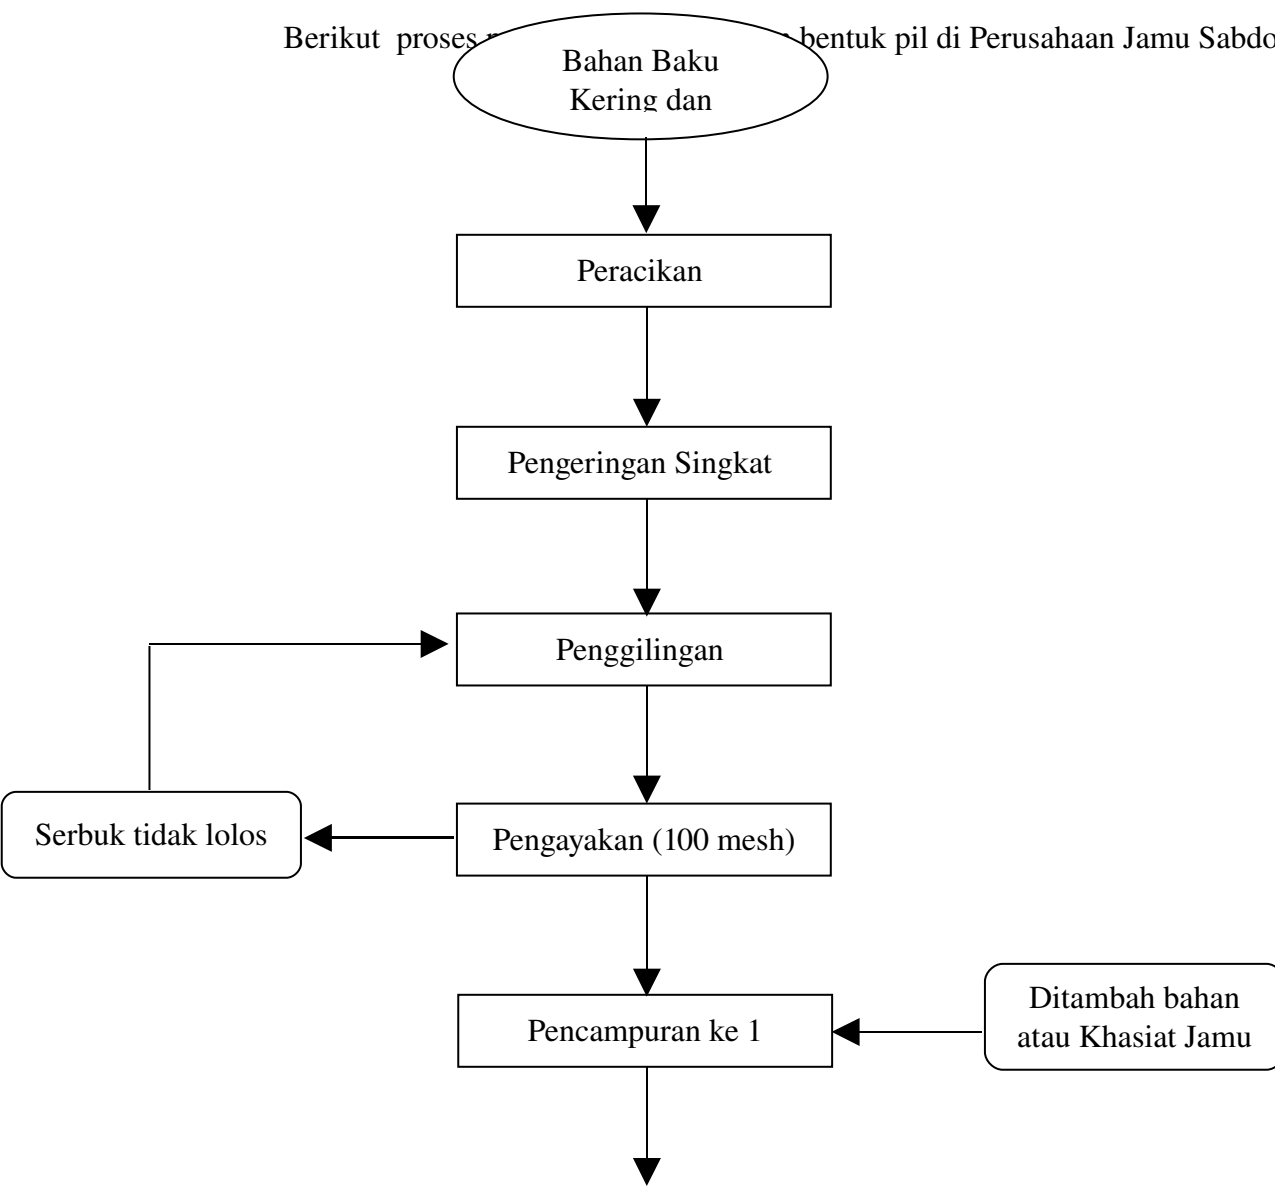 Berikut  proses bentuk pil di Perusahaan Jamu Sabdo
Bahan Baku
Kering dan
Peracikan
Pengeringan Singkat
Penggilingan
Serbuk tidak lolos
Pengayakan (100 mesh)
Ditambah bahan
atau Khasiat Jamu
Pencampuran ke 1